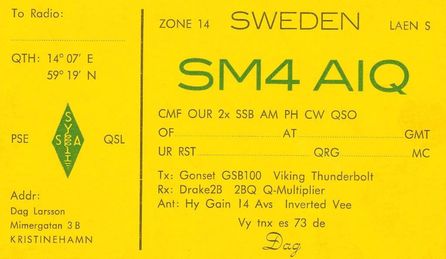 To Radio:
ZONE 14 SWEDEN LAEN S
QTH: 14° 07' E
59° 19' N
SM4 AIQ
PSE QSL
CMF OUR 2x SSB AM PH CW QSO
OF AT GMT
UR RST QRG MC
Tx: Gonset GSB100 Viking Thunderbolt
Rx: Drake2B 2BQ Q-Multiplier
Ant: Hy Gain 14 Avs Inverted Vee
Vy tnx es 73 de
Dag
Addr:
Dag Larsson
Mimergatan 3 B
KRISTINEHAMN